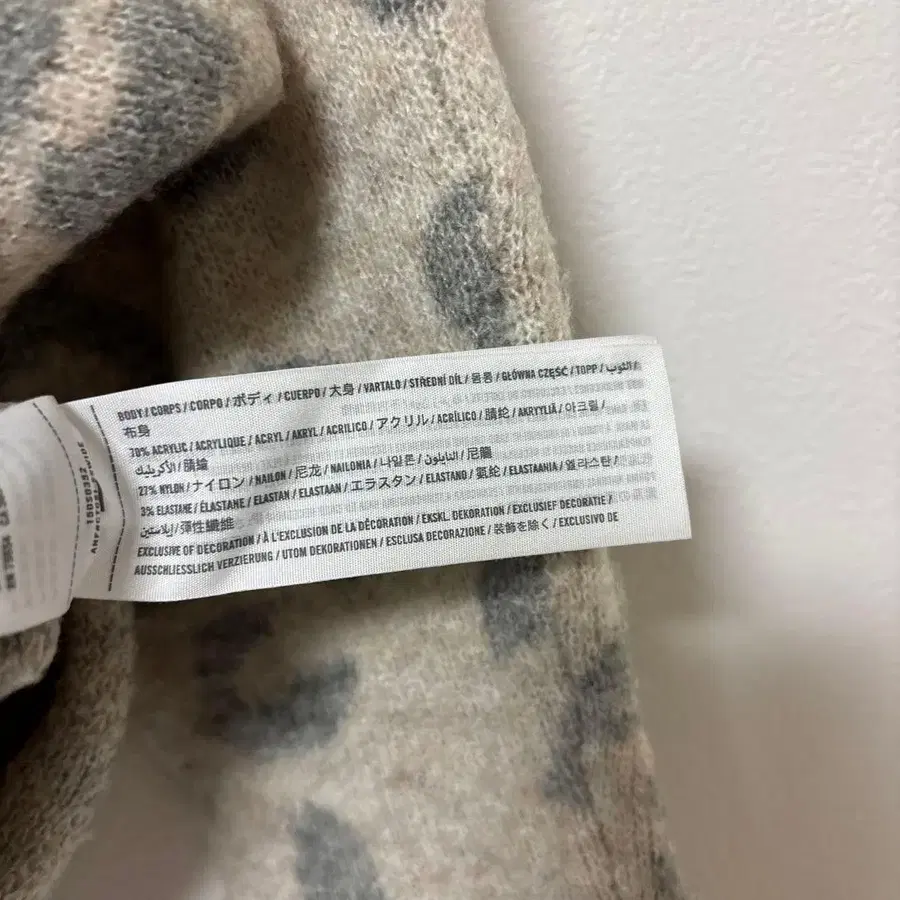 BODY / CORPS / CORPO / ボディ / CUERPO / 大身 / VARTALO / STŘEDNÍ DÍL / 몸통 / GŁÓWNA CZĘŚĆ / TOPP / الثوب /
布身
70% ACRYLIC / ACRYLIQUE / ACRYL / AKRYL / ACRILICO / アクリル / ACRÍLICO / 腈纶 / AKRYYLIÄ / 아크릴 /
الأكريليك / 腈綸
27% NYLON / ナイロン / NAILON / 尼龙 / NAILONIA / 나일론 / النايلون / 尼龍
3% ELASTANE / ÉLASTANE / ELASTAN / ELASTAAN / エラスタン / ELASTANO / 氨纶 / ELASTAANIA / 엘라스탄 /
إيلاستين / 彈性纖維
EXCLUSIVE OF DECORATION / À L'EXCLUSION DE LA DÉCORATION / EKSKL. DEKORATION / EXCLUSIEF DECORATIE /
AUSSCHLIESSLICH VERZIERUNG / UTOM DEKORATIONEN / ESCLUSA DECORAZIONE / 装飾を除く / EXCLUSIVO DE